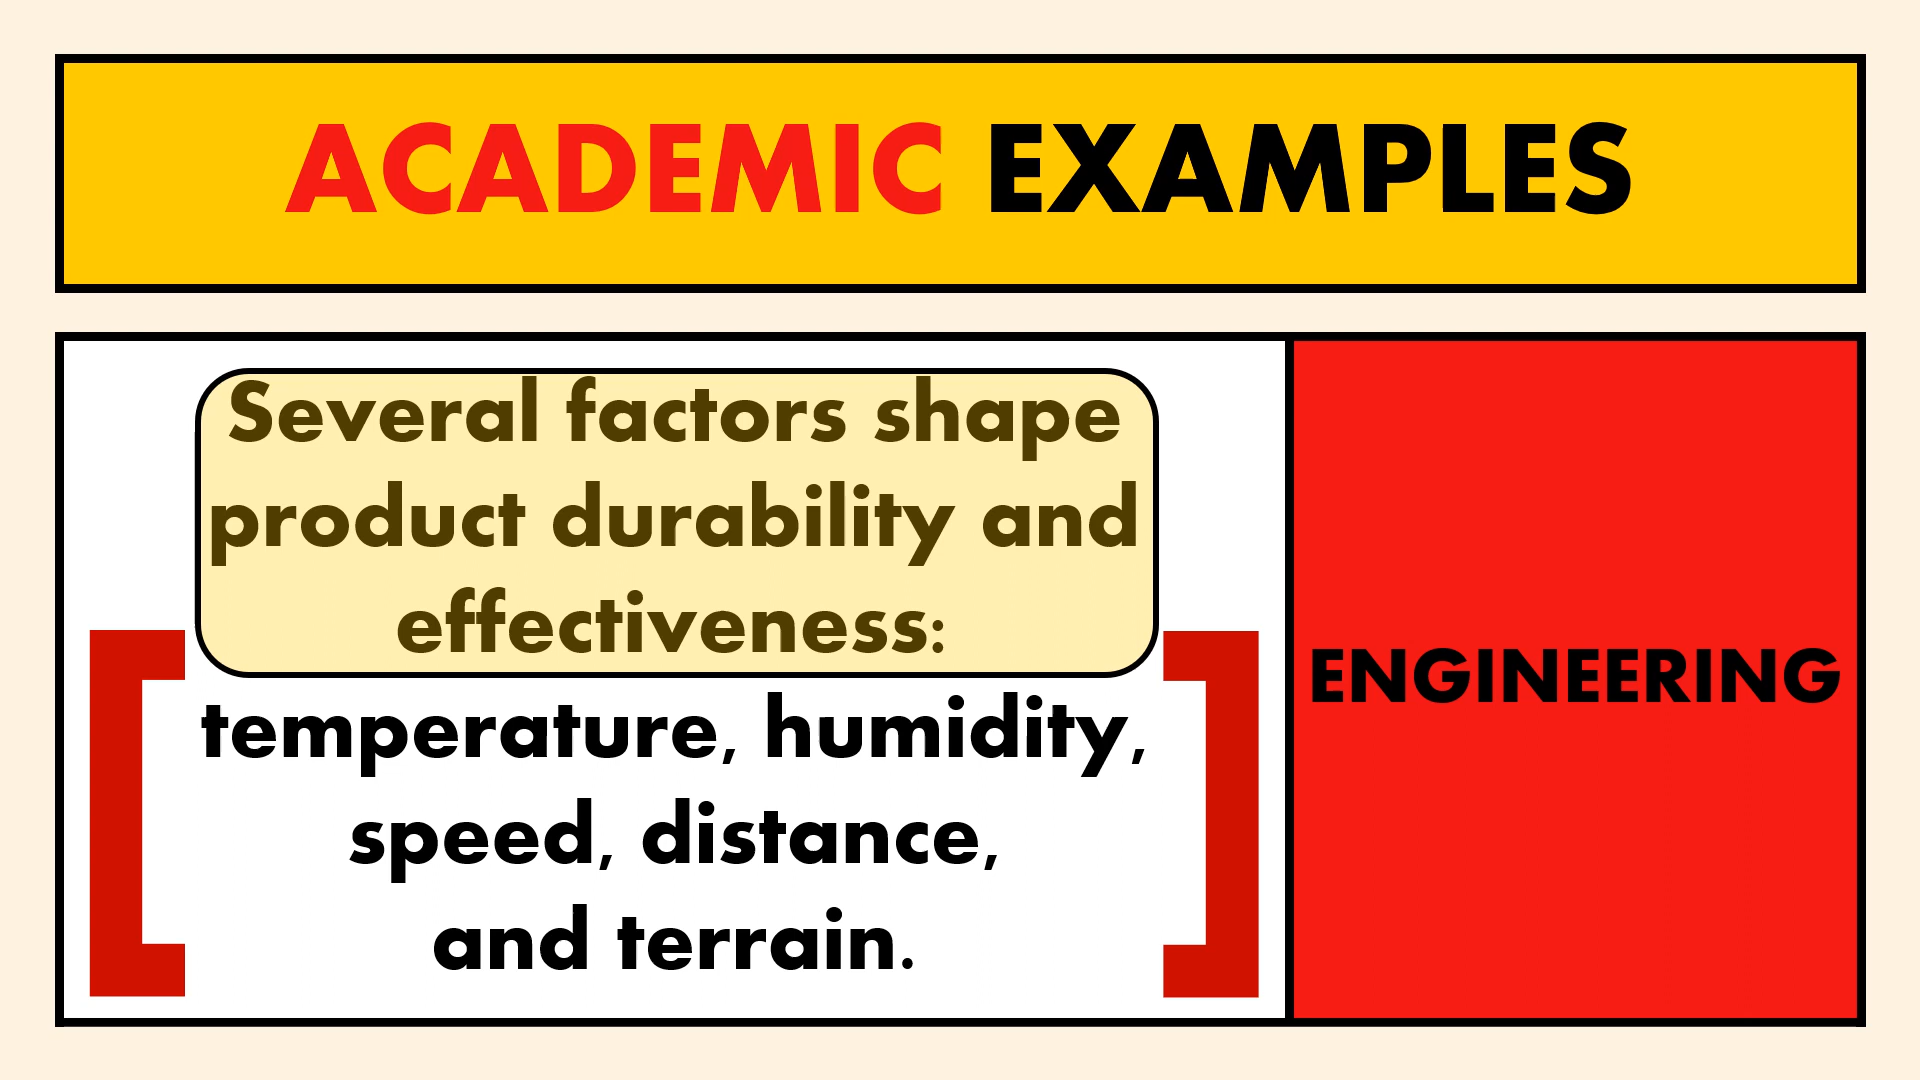 ACADEMIC EXAMPLES
Several factors shape
product durability and
effectiveness:
temperature, humidity,
speed, distance,
and terrain.
ENGINEERING